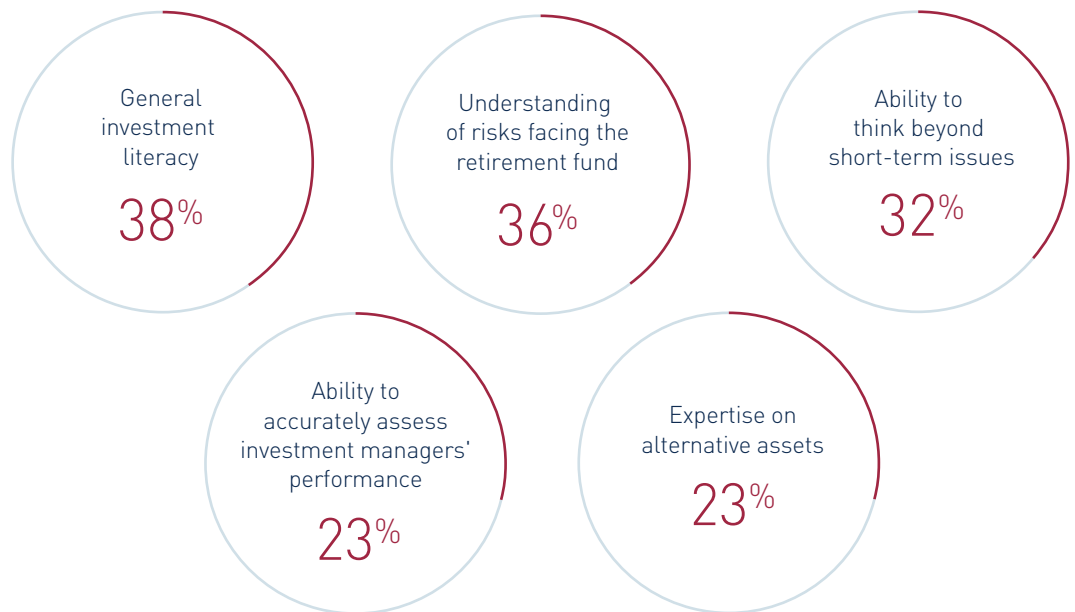 General
investment
literacy
38%
Understanding
of risks facing the
retirement fund
36%
Ability to
think beyond
short-term issues
32%
Ability to
accurately assess
investment managers'
performance
23%
Expertise on
alternative assets
23%